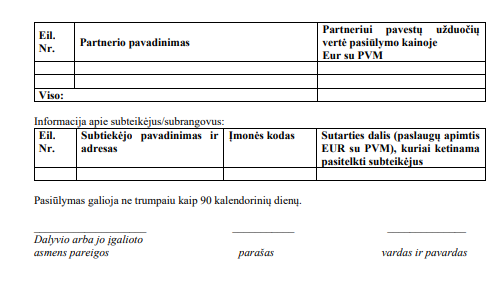 Eil. Nr.
Partnerio pavadinimas
Partneriui pavestų užduočių
vertė pasiūlymo kainoje
Eur su PVM
Viso:
Informacija apie subteikėjus/subrangovus:
Eil. Nr.
Subtiekėjo pavadinimas ir
adresas
Įmonės kodas
Sutarties dalis (paslaugų apimtis
EUR su PVM), kuriai ketinama
pasitelkti subteikėjus
Pasiūlymas galioja ne trumpaiu kaip 90 kalendorinių dienų.
Dalyvio arba jo įgalioto
asmens pareigos
parašas
vardas ir pavardas